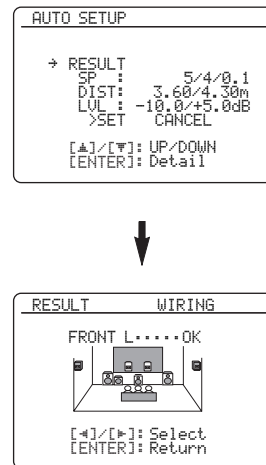 AUTO SETUP
→ RESULT
SP : 5/4/0.1
DIST: 3.60/4.30m
LVL : -10.0/+5.0dB
>SET CANCEL
[▲]/[▼]: UP/DOWN
[ENTER]: Detail
RESULT WIRING
FRONT L·····OK
[◄]/[►]: Select
[ENTER]: Return